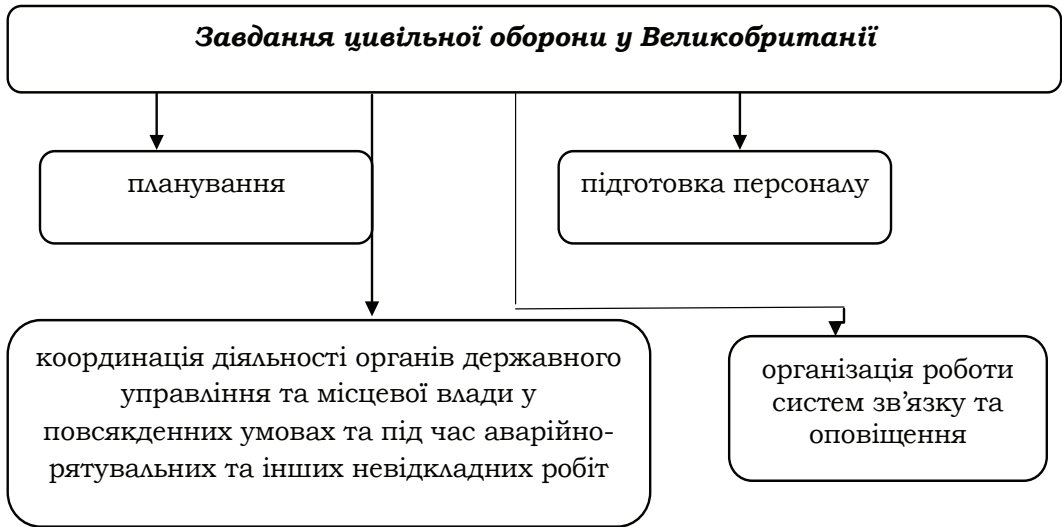 Завдання цивільної оборони у Великобританії
планування
підготовка персоналу
координація діяльності органів державного
управління та місцевої влади у
повсякденних умовах та під час аварійно-
рятувальних та інших невідкладних робіт
організація роботи
систем зв’язку та
оповіщення